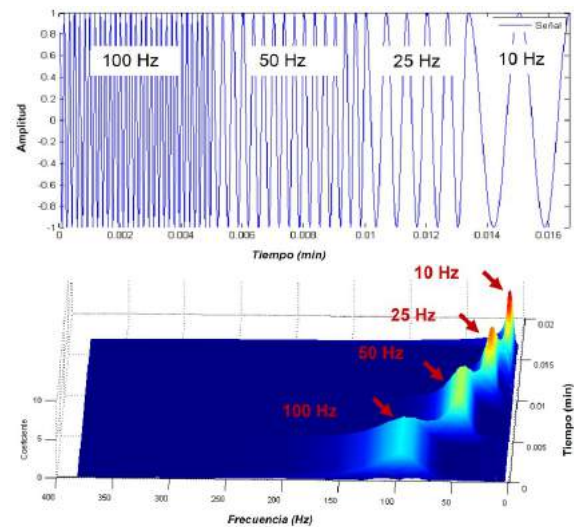 1
0.8
0.6
0.4
0.2
0
-0.2
-0.4
-0.6
-0.8
-1
Amplitud
Señal
100 Hz 50 Hz 25 Hz 10 Hz
0 0.002 0.004 0.006 0.008 0.01 0.012 0.014 0.016
Tiempo (min)
10 Hz
25 Hz
50 Hz
100 Hz
10
5
0
Coeficiente
400 350 300 250 200 150 100 50 0
Frecuencia (Hz)
0.02
0.015
0.01
0.005
0
Tiempo (min)